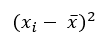 (xᵢ − x̄)²